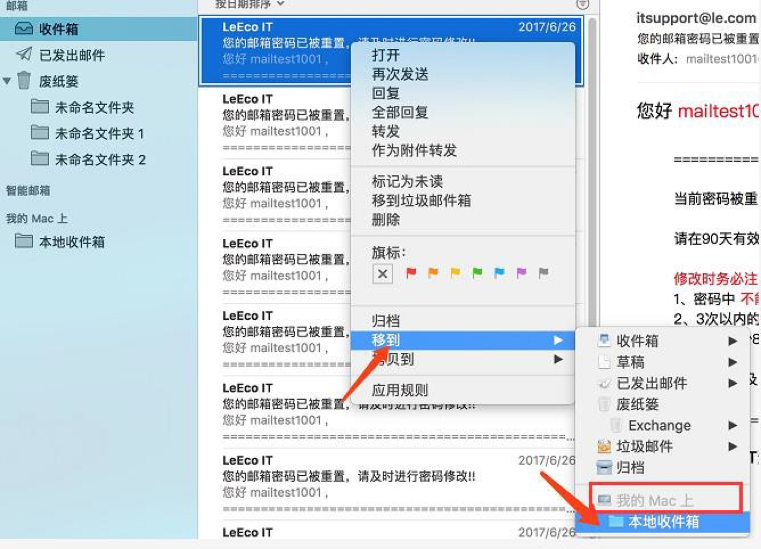 邮箱
收件箱
已发出邮件
废纸篓
未命名文件夹
未命名文件夹 1
未命名文件夹 2
智能邮箱
我的 Mac 上
本地收件箱
按日期排序
LeEco IT 2017/6/26
您的邮箱密码已被重置，请及时进行密码修改!!
您好 mailtest1001 ,
LeEco IT
您的邮箱密码已被重置,
您好 mailtest1001 ,
LeEco IT
您的邮箱密码已被重置,
您好 mailtest1001 ,
LeEco IT
您的邮箱密码已被重置,
您好 mailtest1001 ,
LeEco IT
您的邮箱密码已被重置,
您好 mailtest1001 ,
LeEco IT
您的邮箱密码已被重置，请及时进行密码修改!!
您好 mailtest1001 ,
LeEco IT 2017/6/26
您的邮箱密码已被重置，请及时进行密码修改!!
您好 mailtest1001 ,
LeEco IT 2017/6/26
打开
再次发送
回复
全部回复
转发
作为附件转发
标记为未读
移到垃圾邮件箱
删除
旗标：
归档
移到
拷贝到
应用规则
收件箱
草稿
已发出邮件
废纸篓
Exchange
垃圾邮件
归档
我的 Mac 上
本地收件箱
itsupport@le.com
您的邮箱密码已被重置
收件人： mailtest1001
您好 mailtest10
============
当前密码被重
请在90天有效
修改时务必注
1、密码中 不能
2、3次以内的